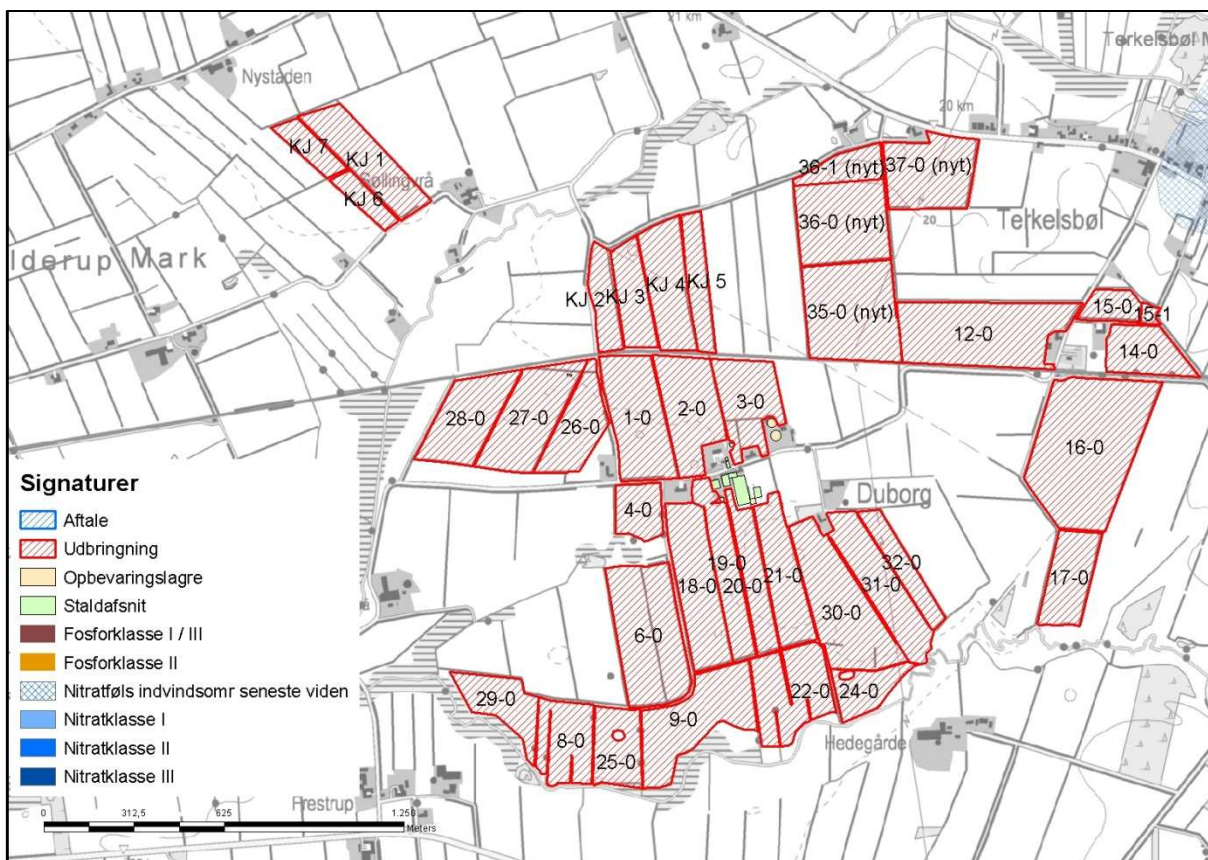 21 km
Terkelsbøl M
Nystaden
20 km
KJ 7
KJ 1
KJ 6
Søllingvrå
36-1 (nyt)
37-0 (nyt)
36-0 (nyt)
20
Terkelsbøl
lderup Mark
KJ 2
KJ 3
KJ 4
KJ 5
35-0 (nyt)
12-0
15-0
15-1
14-0
28-0
27-0
26-0
1-0
2-0
3-0
16-0
Duborg
4-0
19-0
18-0
20-0
21-0
32-0
31-0
30-0
17-0
6-0
29-0
8-0
25-0
9-0
22-0
24-0
Hedegårde
Frestrup
Signaturer
Aftale
Udbringning
Opbevaringslagre
Staldafsnit
Fosforklasse I / III
Fosforklasse II
Nitratføls indvindsomr seneste viden
Nitratklasse I
Nitratklasse II
Nitratklasse III
0 312,5 625 1.250
Meters